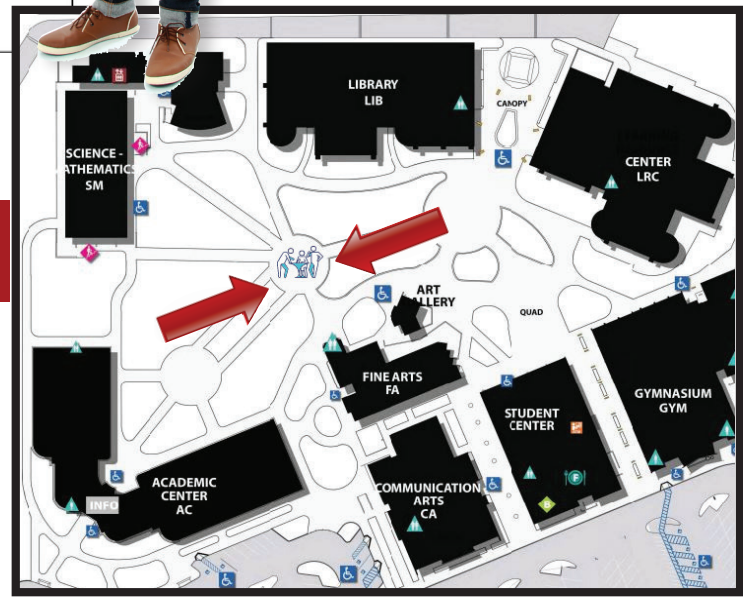 LIBRARY
LIB
CANOPY
CENTER
LRC
SCIENCE -
ATHEMATICS
SM
ART
LLERY
QUAD
FINE ARTS
FA
STUDENT
CENTER
GYMNASIUM
GYM
ACADEMIC
CENTER
AC
INFO
COMMUNICATION
ARTS
CA
F
B